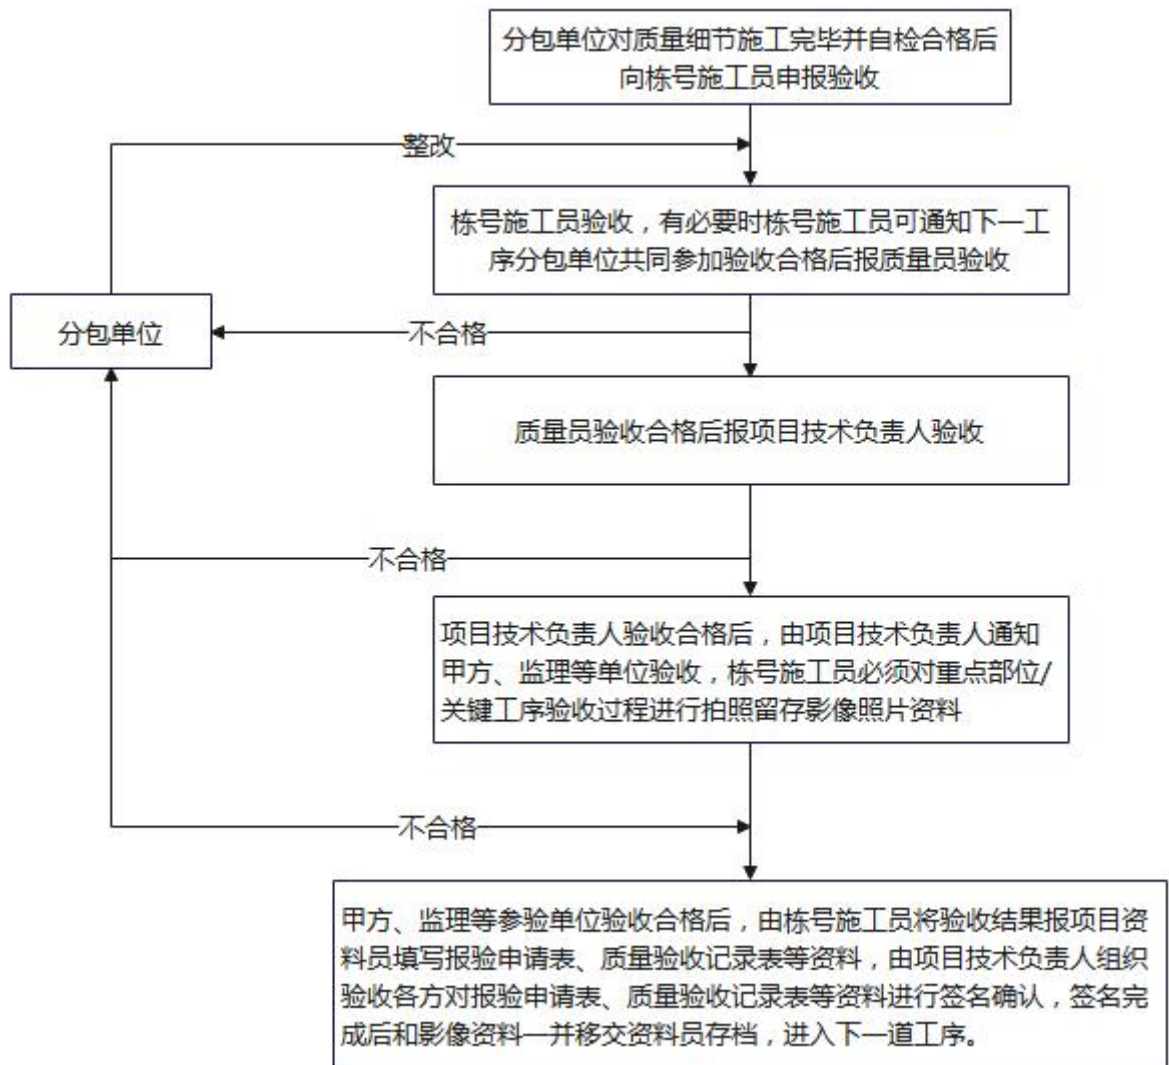 分包单位对质量细节施工完毕并自检合格后
向栋号施工员申报验收
整改
栋号施工员验收，有必要时栋号施工员可通知下一工
序分包单位共同参加验收合格后报质量员验收
分包单位
不合格
质量员验收合格后报项目技术负责人验收
不合格
项目技术负责人验收合格后，由项目技术负责人通知
甲方、监理等单位验收，栋号施工员必须对重点部位/
关键工序验收过程进行拍照留存影像照片资料
不合格
甲方、监理等参验单位验收合格后，由栋号施工员将验收结果报项目资
料员填写报验申请表、质量验收记录表等资料，由项目技术负责人组织
验收各方对报验申请表、质量验收记录表等资料进行签名确认，签名完
成后和影像资料一并移交资料员存档，进入下一道工序。